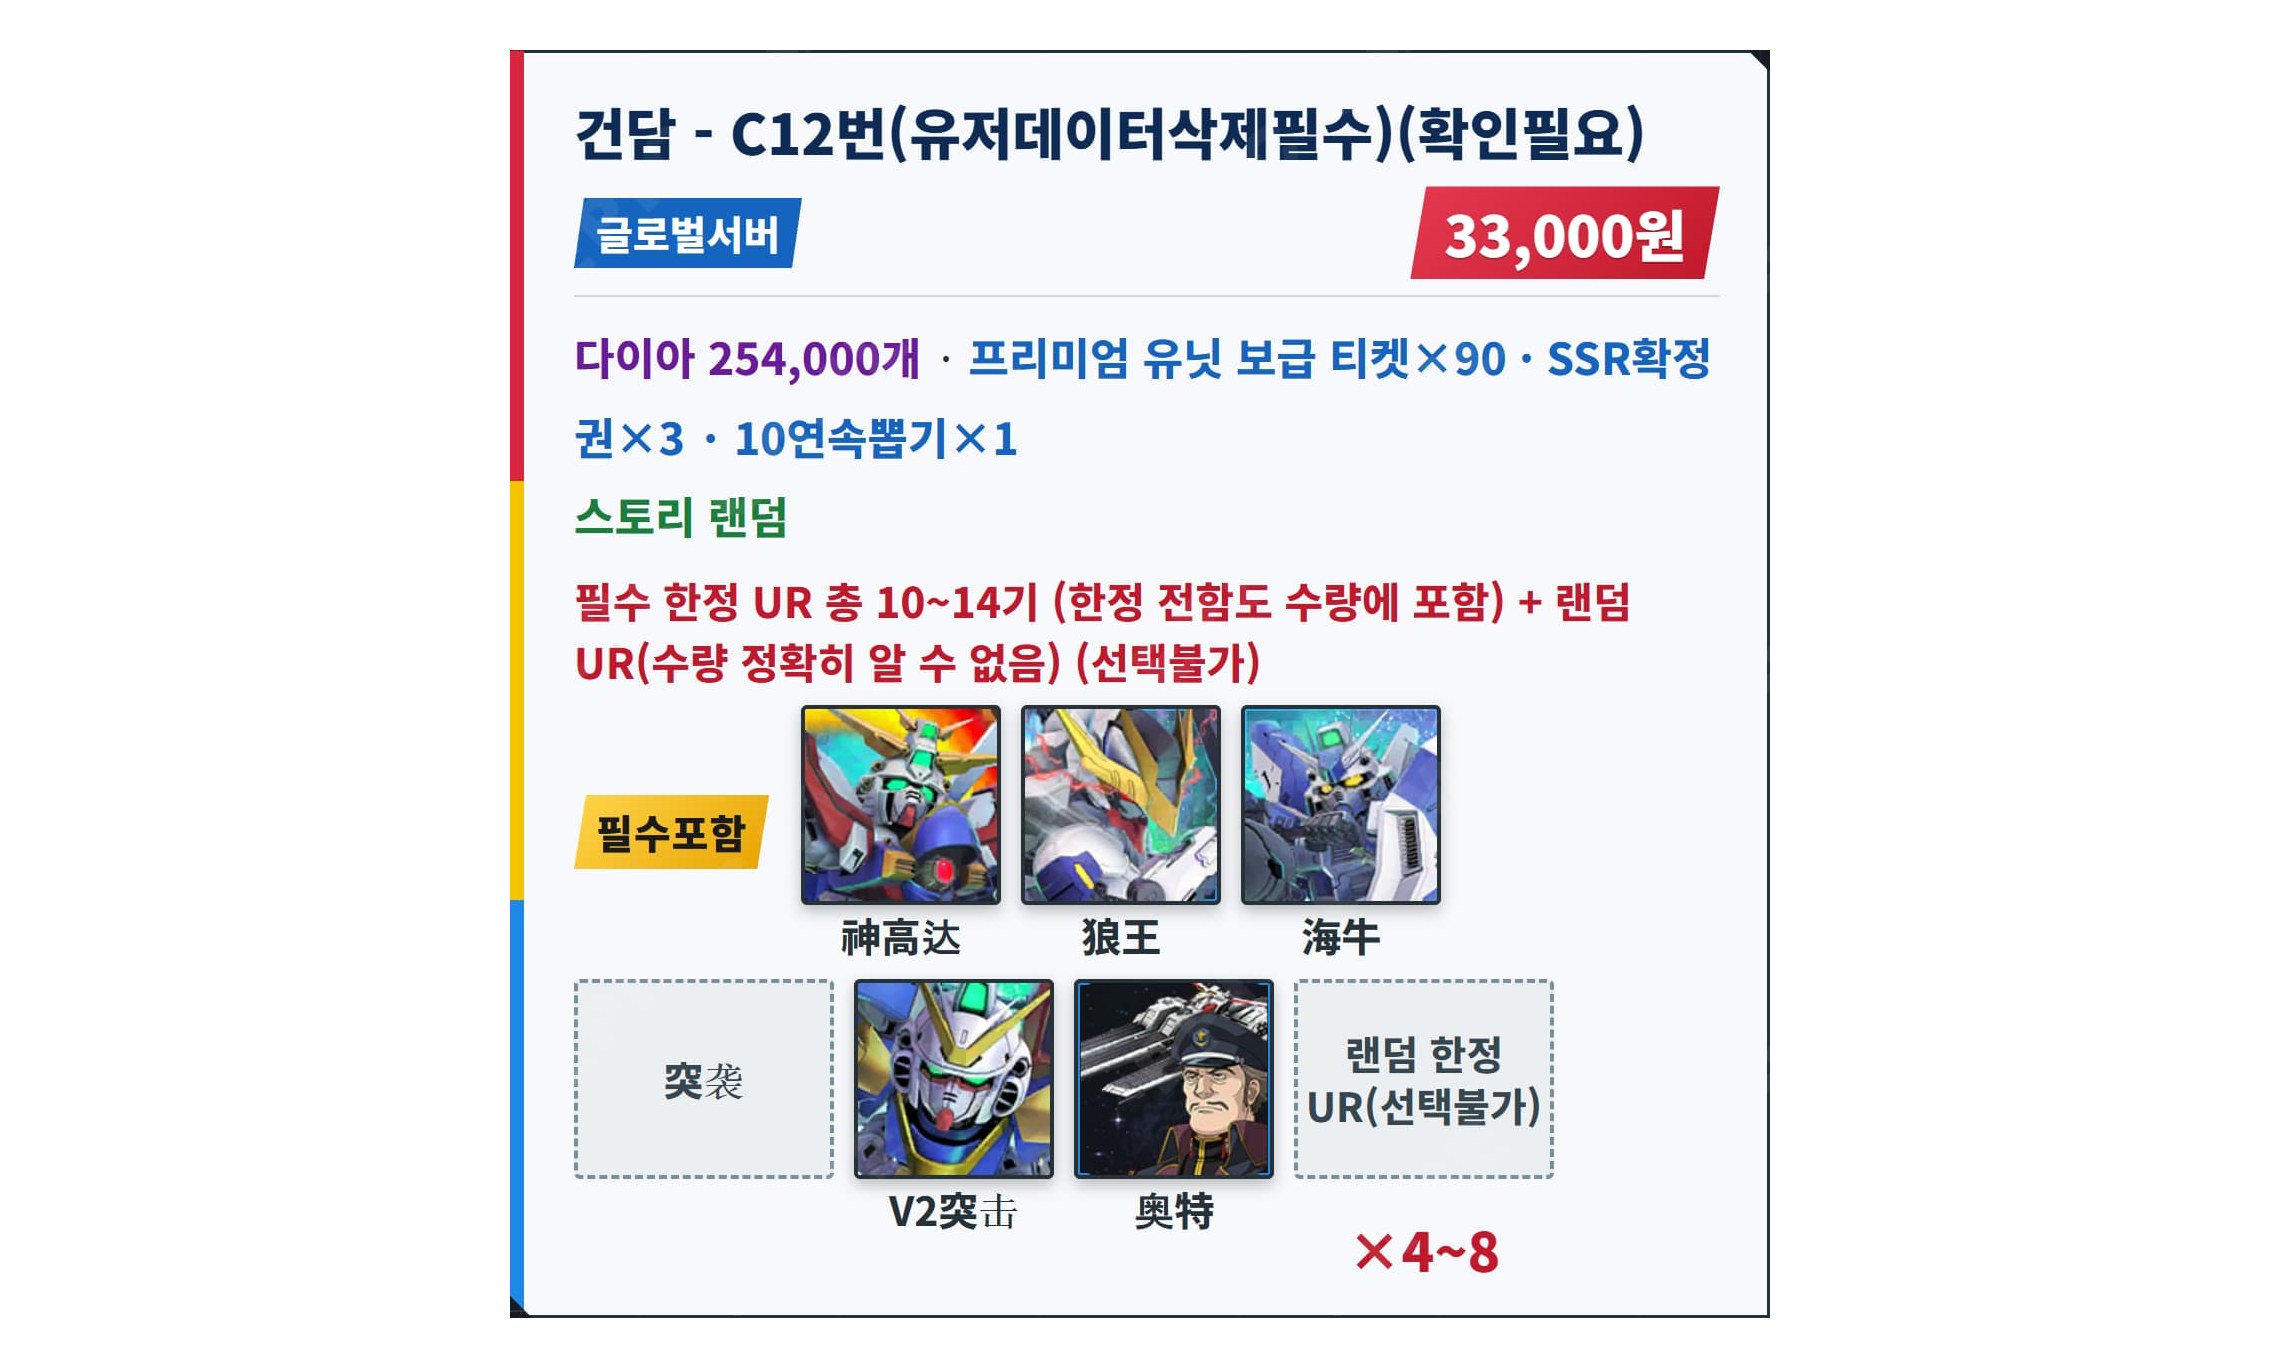 건담 - C12번(유저데이터삭제필수)(확인필요)
글로벌서버
33,000원
다이아 254,000개 · 프리미엄 유닛 보급 티켓×90 · SSR확정
권×3 · 10연속뽑기×1
스토리 랜덤
필수 한정 UR 총 10~14기 (한정 전함도 수량에 포함) + 랜덤
UR(수량 정확히 알 수 없음) (선택불가)
필수포함
神高达
狼王
海牛
突袭
V2突击
奥特
랜덤 한정
UR(선택불가)
×4~8